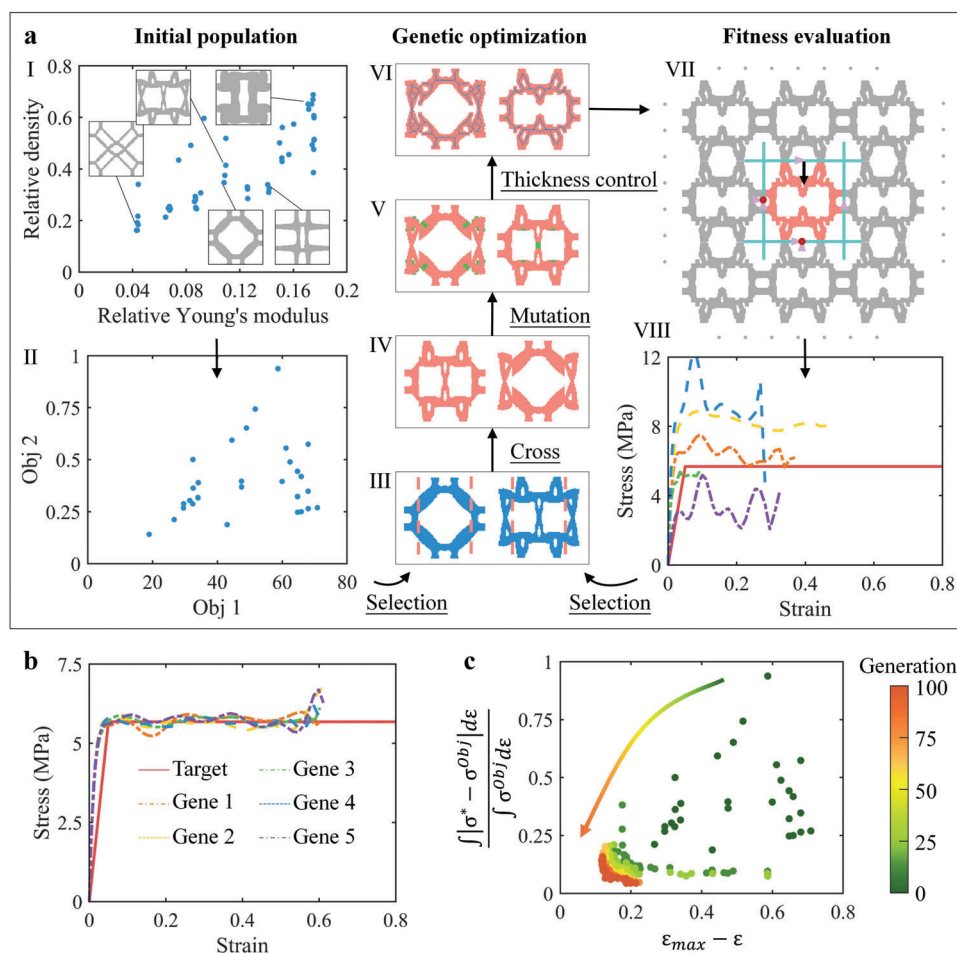 a
Initial population
Genetic optimization
Fitness evaluation
I
Relative density
0.8
0.6
0.4
0.2
0
0 0.04 0.08 0.12 0.16 0.2
Relative Young's modulus
II
Obj 2
1
0.75
0.5
0.25
0
0 20 40 60 80
Obj 1
VI
Thickness control
V
Mutation
IV
Cross
III
Selection
Selection
VII
VIII
Stress (MPa)
12
8
4
0
0 0.2 0.4 0.6 0.8
Strain
b
Stress (MPa)
7.5
5
2.5
0
Target
Gene 1
Gene 2
Gene 3
Gene 4
Gene 5
0 0.2 0.4 0.6 0.8
Strain
c
∫|σ* − σ^Obj|dε
∫ σ^Obj dε
1
0.75
0.5
0.25
0
0 0.2 0.4 0.6 0.8
ε_max − ε
Generation
100
50
0